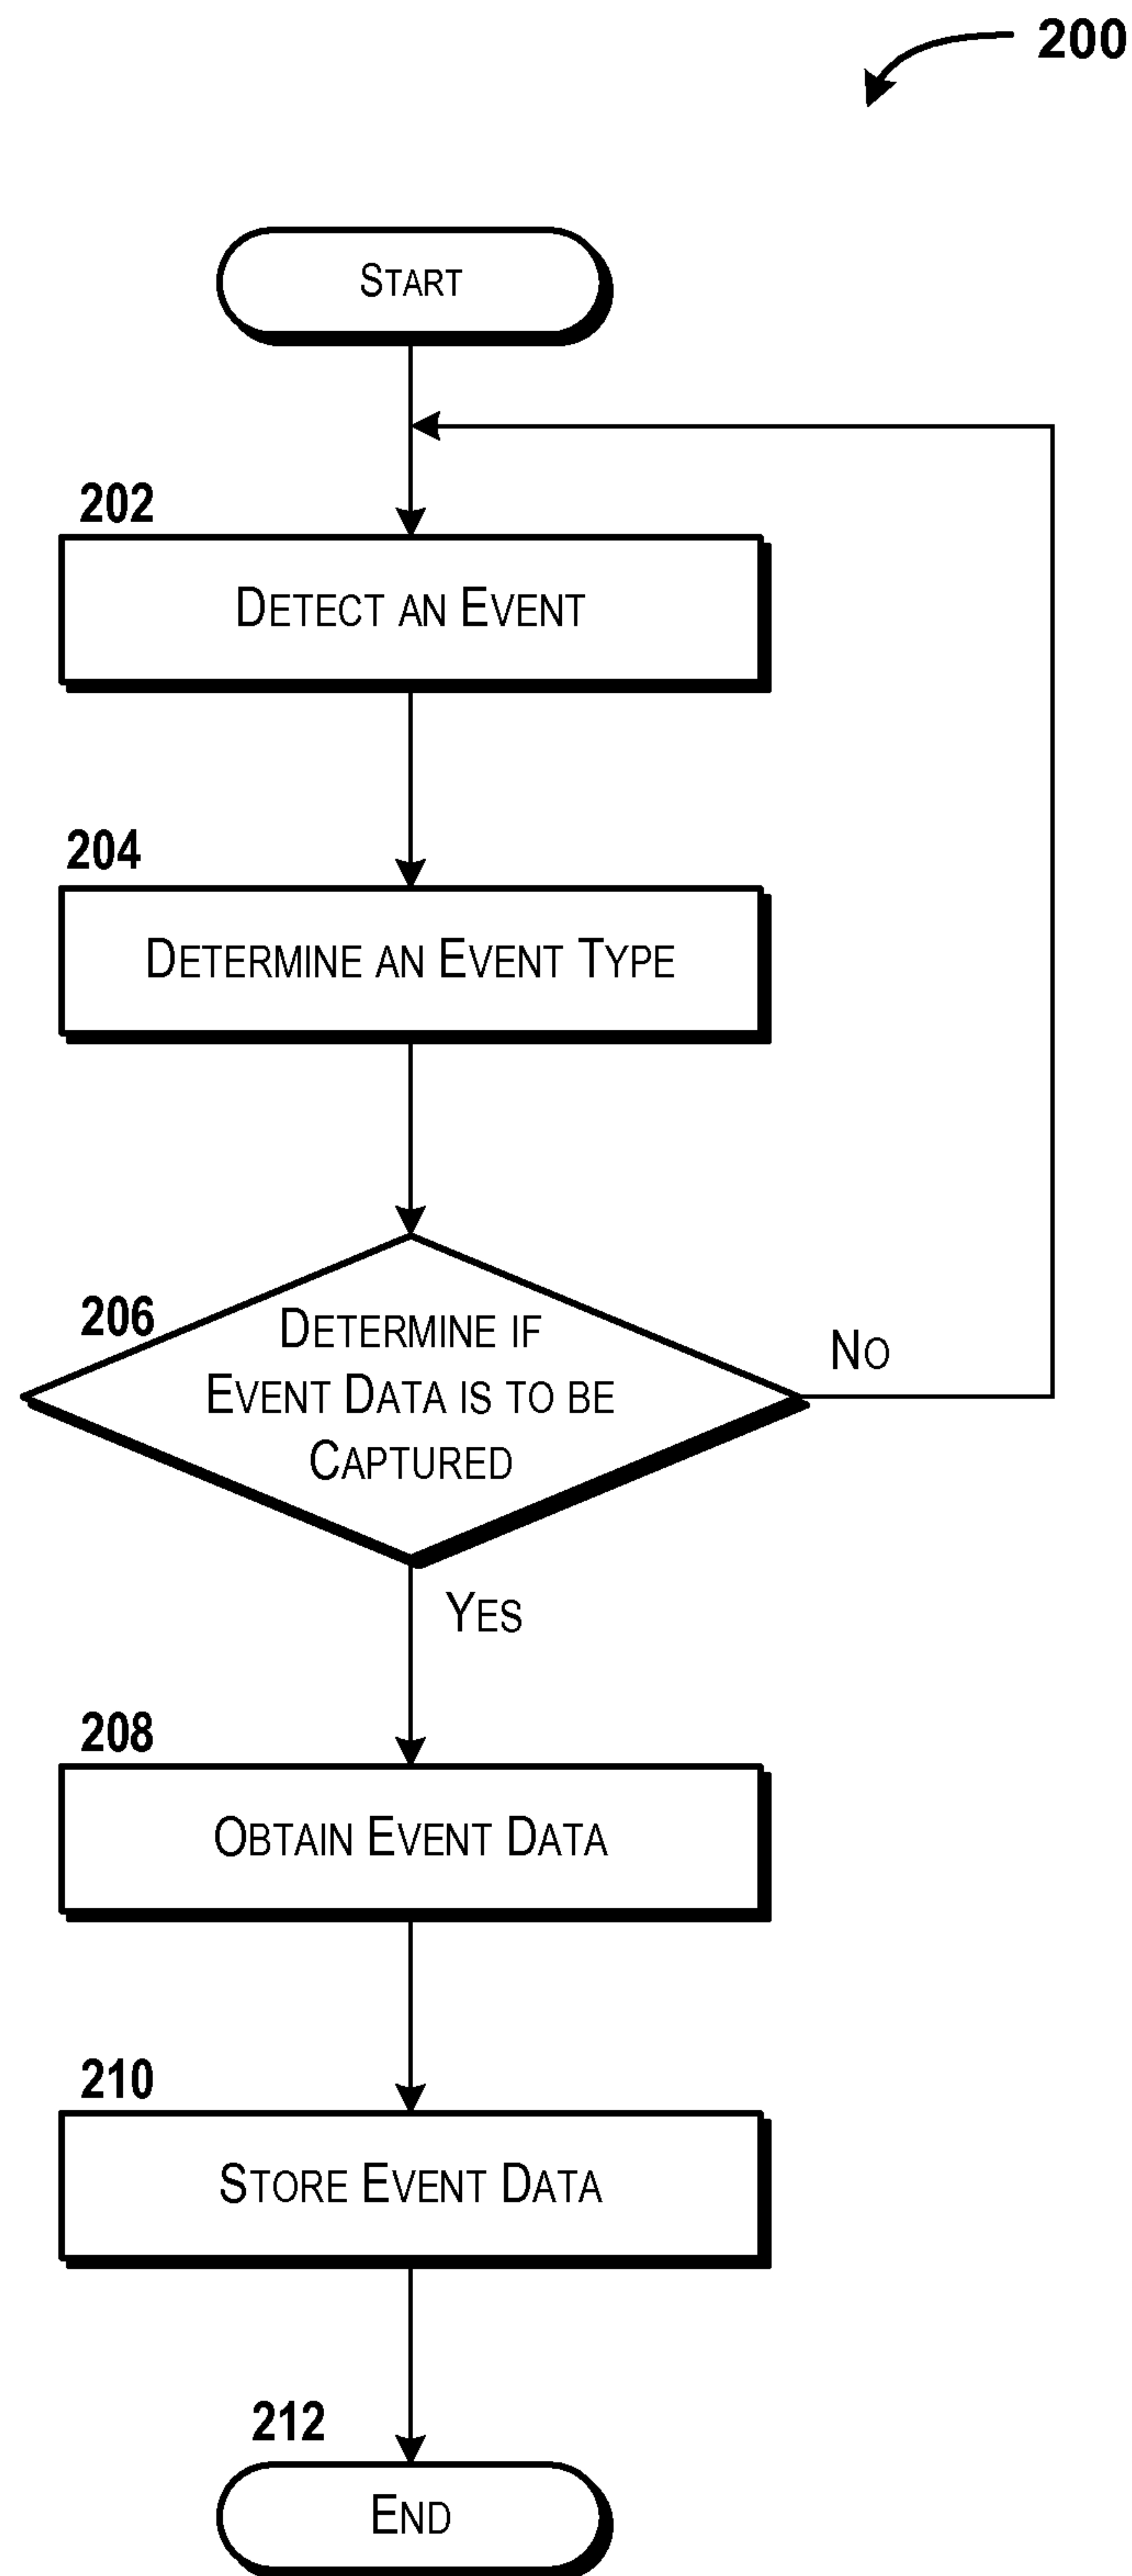 200
START
202
DETECT AN EVENT
204
DETERMINE AN EVENT TYPE
206
DETERMINE IF
EVENT DATA IS TO BE
CAPTURED
NO
YES
208
OBTAIN EVENT DATA
210
STORE EVENT DATA
212
END